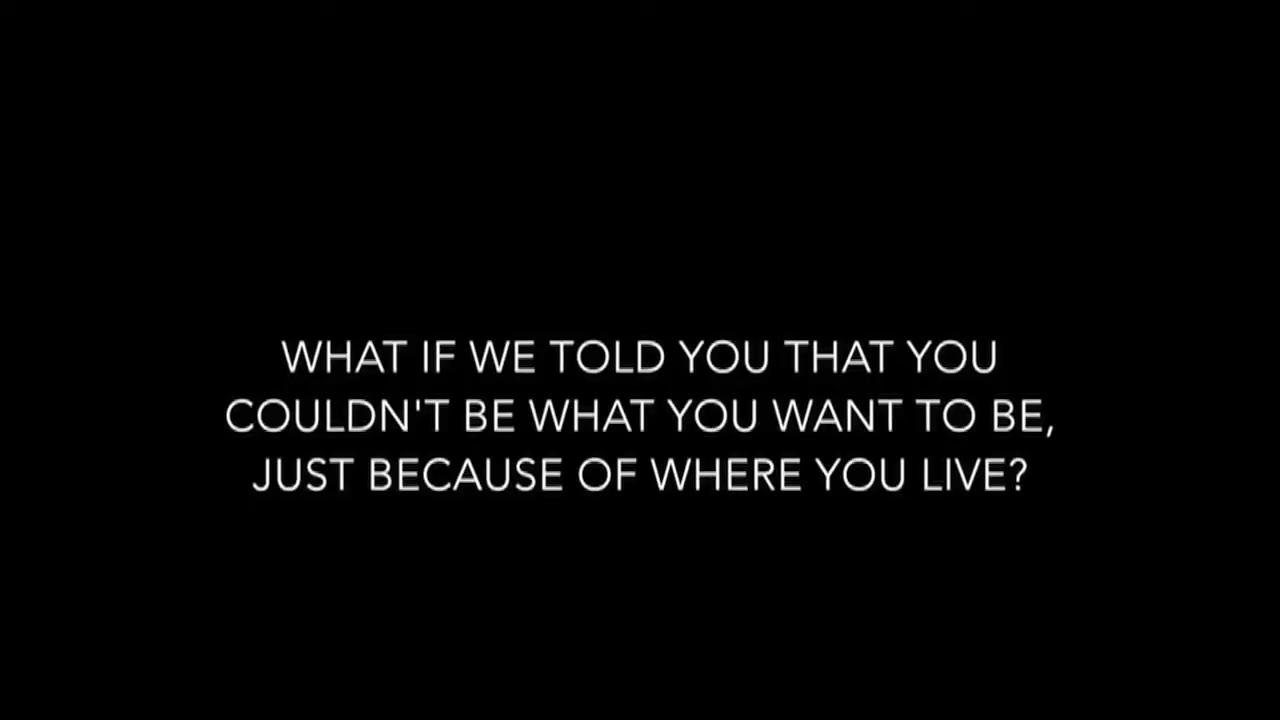 WHAT IF WE TOLD YOU THAT YOU
COULDN'T BE WHAT YOU WANT TO BE,
JUST BECAUSE OF WHERE YOU LIVE?